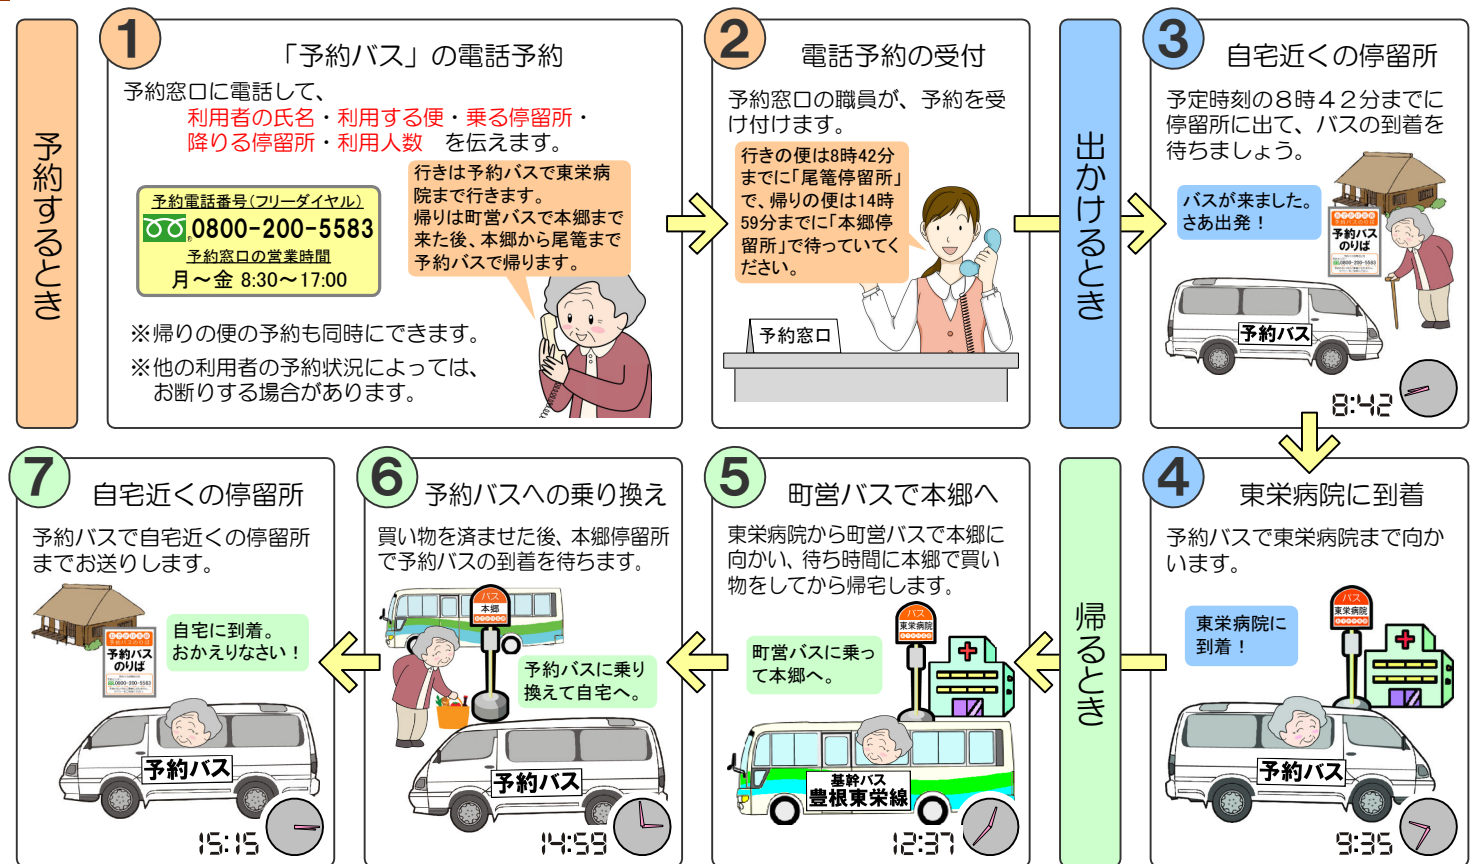 予約するとき
1
「予約バス」の電話予約
予約窓口に電話して、
利用者の氏名・利用する便・乗る停留所・
降りる停留所・利用人数　を伝えます。
予約電話番号(フリーダイヤル)
0800-200-5583
予約窓口の営業時間
月～金 8:30～17:00
行きは予約バスで東栄病
院まで行きます。
帰りは町営バスで本郷まで
来た後、本郷から尾篭まで
予約バスで帰ります。
※帰りの便の予約も同時にできます。
※他の利用者の予約状況によっては、
お断りする場合があります。
2
電話予約の受付
予約窓口の職員が、予約を受
け付けます。
行きの便は8時42分
までに「尾篭停留所」
で、帰りの便は14時
59分までに「本郷停
留所」で待っていてく
ださい。
予約窓口
出かけるとき
3
自宅近くの停留所
予定時刻の８時４２分までに
停留所に出て、バスの到着を
待ちましょう。
バスが来ました。
さあ出発！
予約バス
のりば
0800-200-5583
予約バス
8:42
4
東栄病院に到着
予約バスで東栄病院まで向か
います。
東栄病院に
到着！
バス
東栄病院
予約バス
9:35
帰るとき
5
町営バスで本郷へ
東栄病院から町営バスで本郷に
向かい、待ち時間に本郷で買い
物をしてから帰宅します。
町営バスに乗っ
て本郷へ。
バス
東栄病院
基幹バス
豊根東栄線
12:37
6
予約バスへの乗り換え
買い物を済ませた後、本郷停留所
で予約バスの到着を待ちます。
バス
本郷
予約バスに乗り
換えて自宅へ。
予約バス
14:59
7
自宅近くの停留所
予約バスで自宅近くの停留所
までお送りします。
自宅に到着。
おかえりなさい！
予約バス
のりば
0800-200-5583
予約バス
15:15